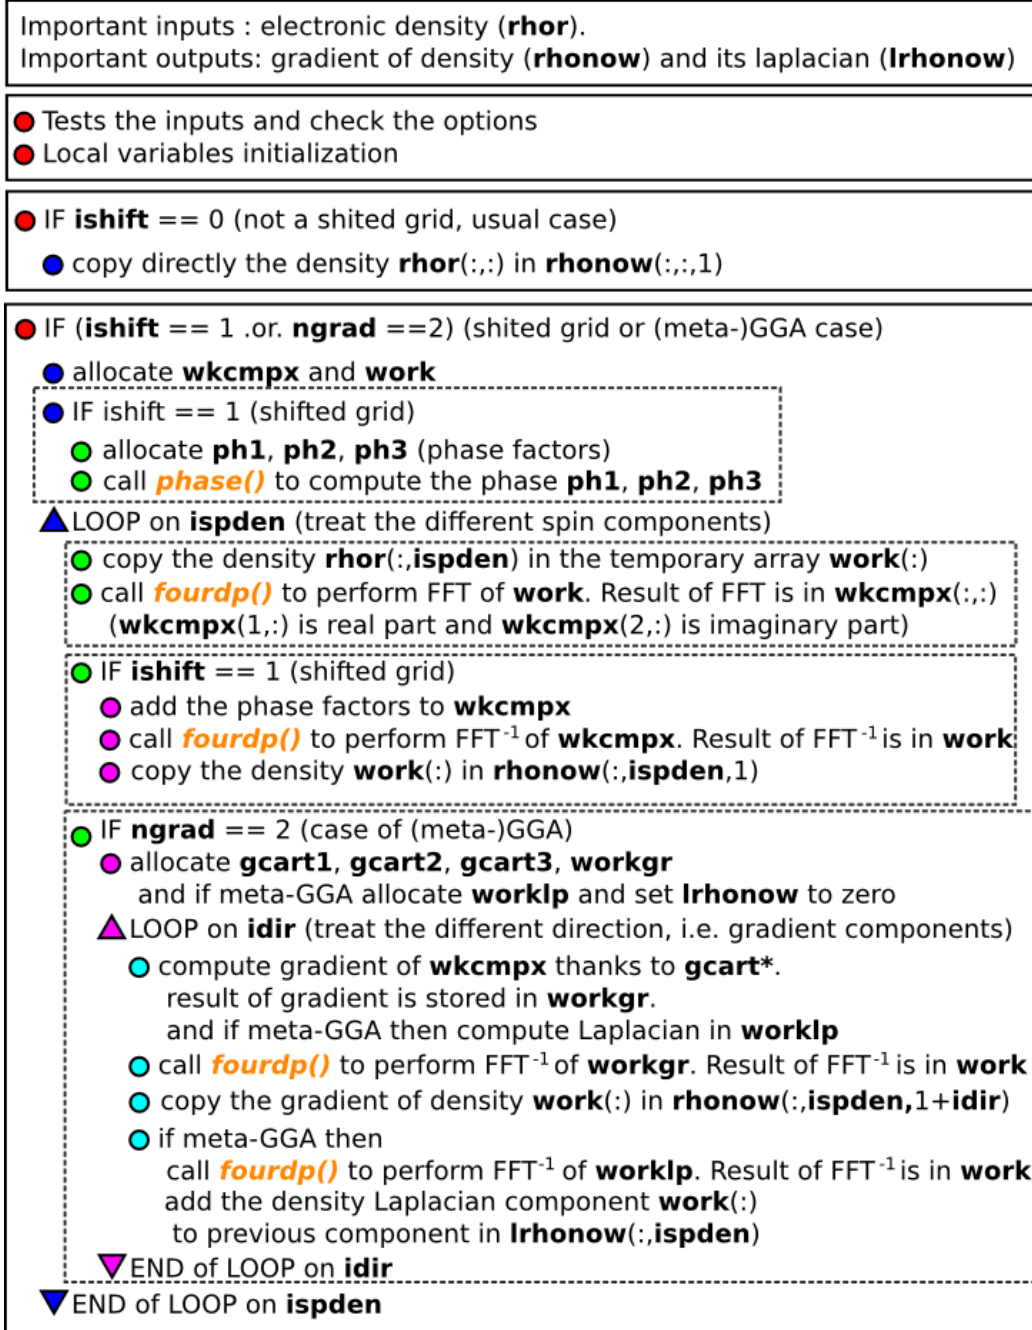 Important inputs : electronic density (rhor).
Important outputs: gradient of density (rhonow) and its laplacian (lrhonow)
Tests the inputs and check the options
Local variables initialization
IF ishift == 0 (not a shited grid, usual case)
copy directly the density rhor(:,:) in rhonow(:,:,1)
IF (ishift == 1 .or. ngrad ==2) (shited grid or (meta-)GGA case)
allocate wkcmpx and work
IF ishift == 1 (shifted grid)
allocate ph1, ph2, ph3 (phase factors)
call phase() to compute the phase ph1, ph2, ph3
LOOP on ispden (treat the different spin components)
copy the density rhor(:,ispden) in the temporary array work(:)
call fourdp() to perform FFT of work. Result of FFT is in wkcmpx(:,:)
(wkcmpx(1,:) is real part and wkcmpx(2,:) is imaginary part)
IF ishift == 1 (shifted grid)
add the phase factors to wkcmpx
call fourdp() to perform FFT-1 of wkcmpx. Result of FFT-1 is in work
copy the density work(:) in rhonow(:,ispden,1)
IF ngrad == 2 (case of (meta-)GGA)
allocate gcart1, gcart2, gcart3, workgr
and if meta-GGA allocate worklp and set lrhonow to zero
LOOP on idir (treat the different direction, i.e. gradient components)
compute gradient of wkcmpx thanks to gcart*.
result of gradient is stored in workgr.
and if meta-GGA then compute Laplacian in worklp
call fourdp() to perform FFT-1 of workgr. Result of FFT-1 is in work
copy the gradient of density work(:) in rhonow(:,ispden,1+idir)
if meta-GGA then
call fourdp() to perform FFT-1 of worklp. Result of FFT-1 is in work
add the density Laplacian component work(:)
to previous component in lrhonow(:,ispden)
END of LOOP on idir
END of LOOP on ispden